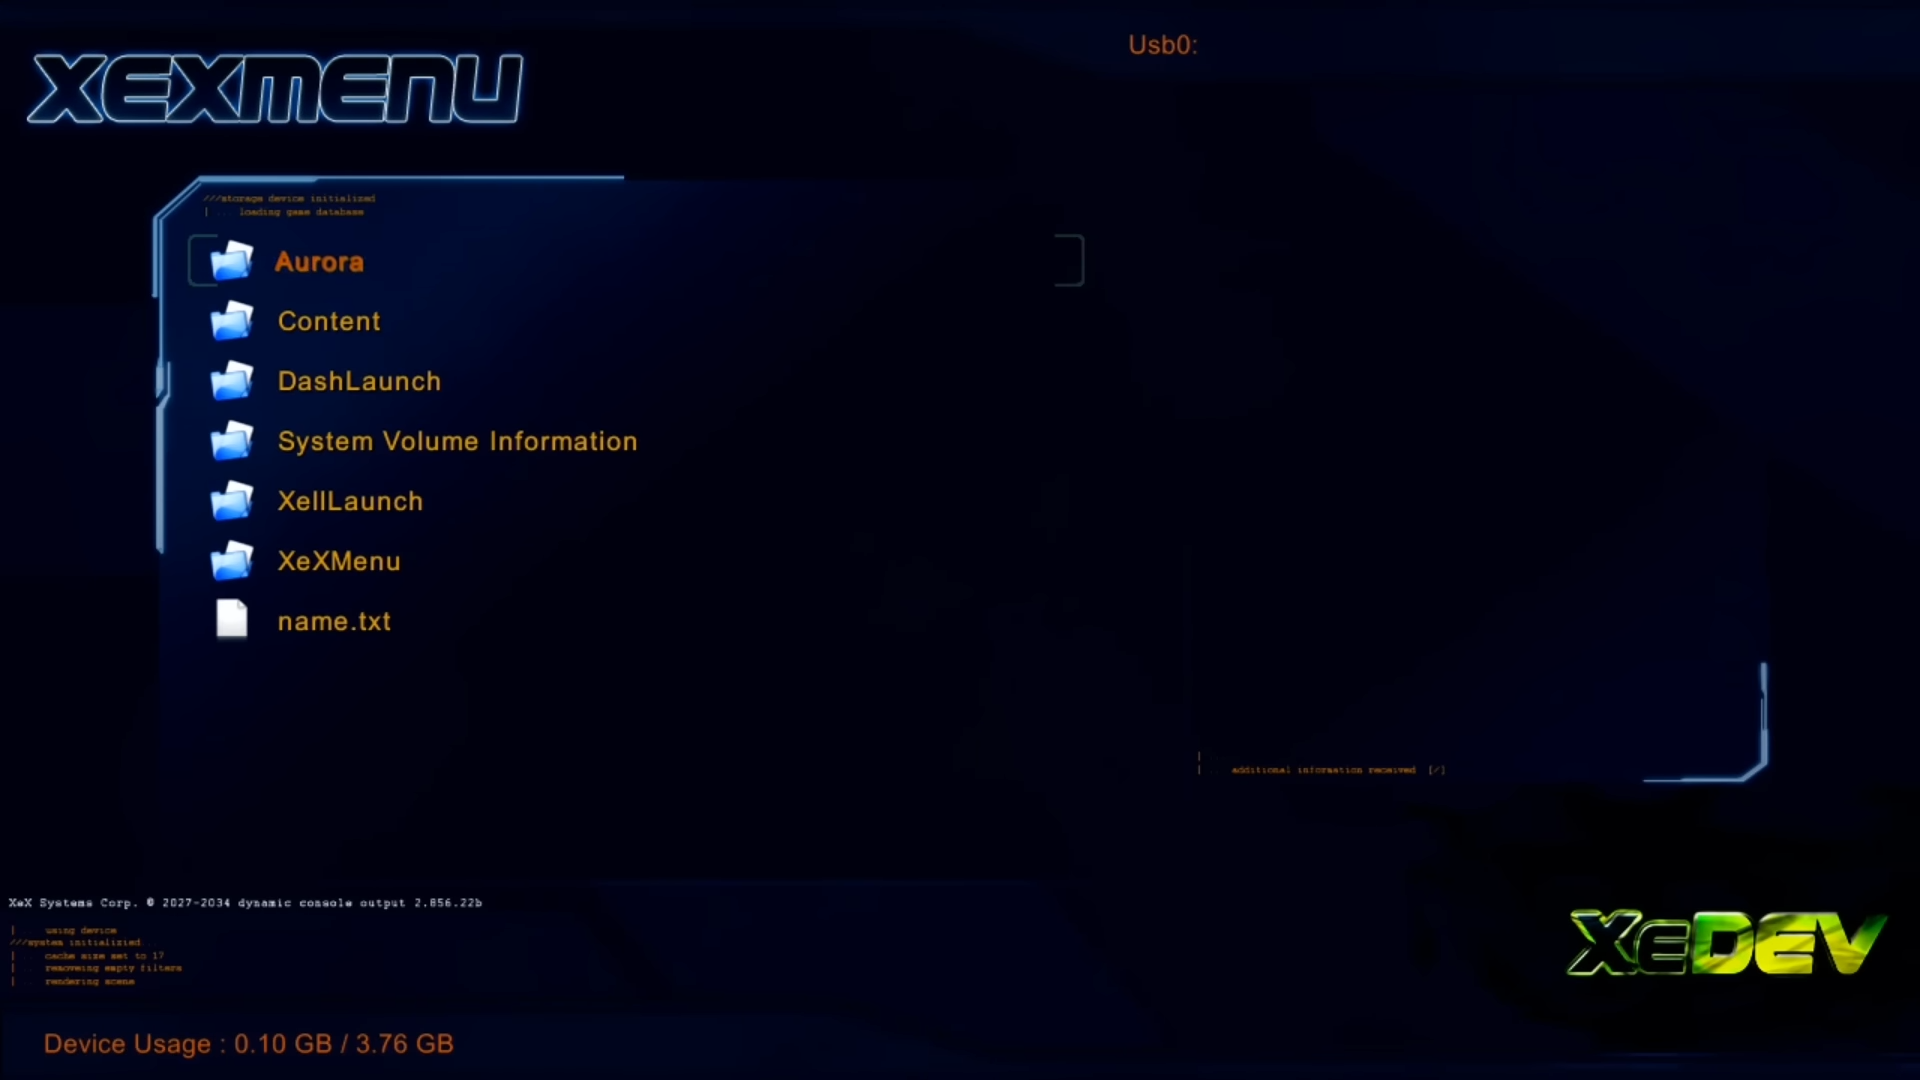 XEXMENU
Usb0:
///storage device initialized
| ... loading game database
Aurora
Content
DashLaunch
System Volume Information
XellLaunch
XeXMenu
name.txt
|
| ... additional information received [/]
XeX Systems Corp. © 2027-2034 dynamic console output 2.856.22b
| ... using device
///system initializied...
| ... cache size set to 17
| ... removeing empty filters
| ... rendering scene
XeDEV
Device Usage : 0.10 GB / 3.76 GB